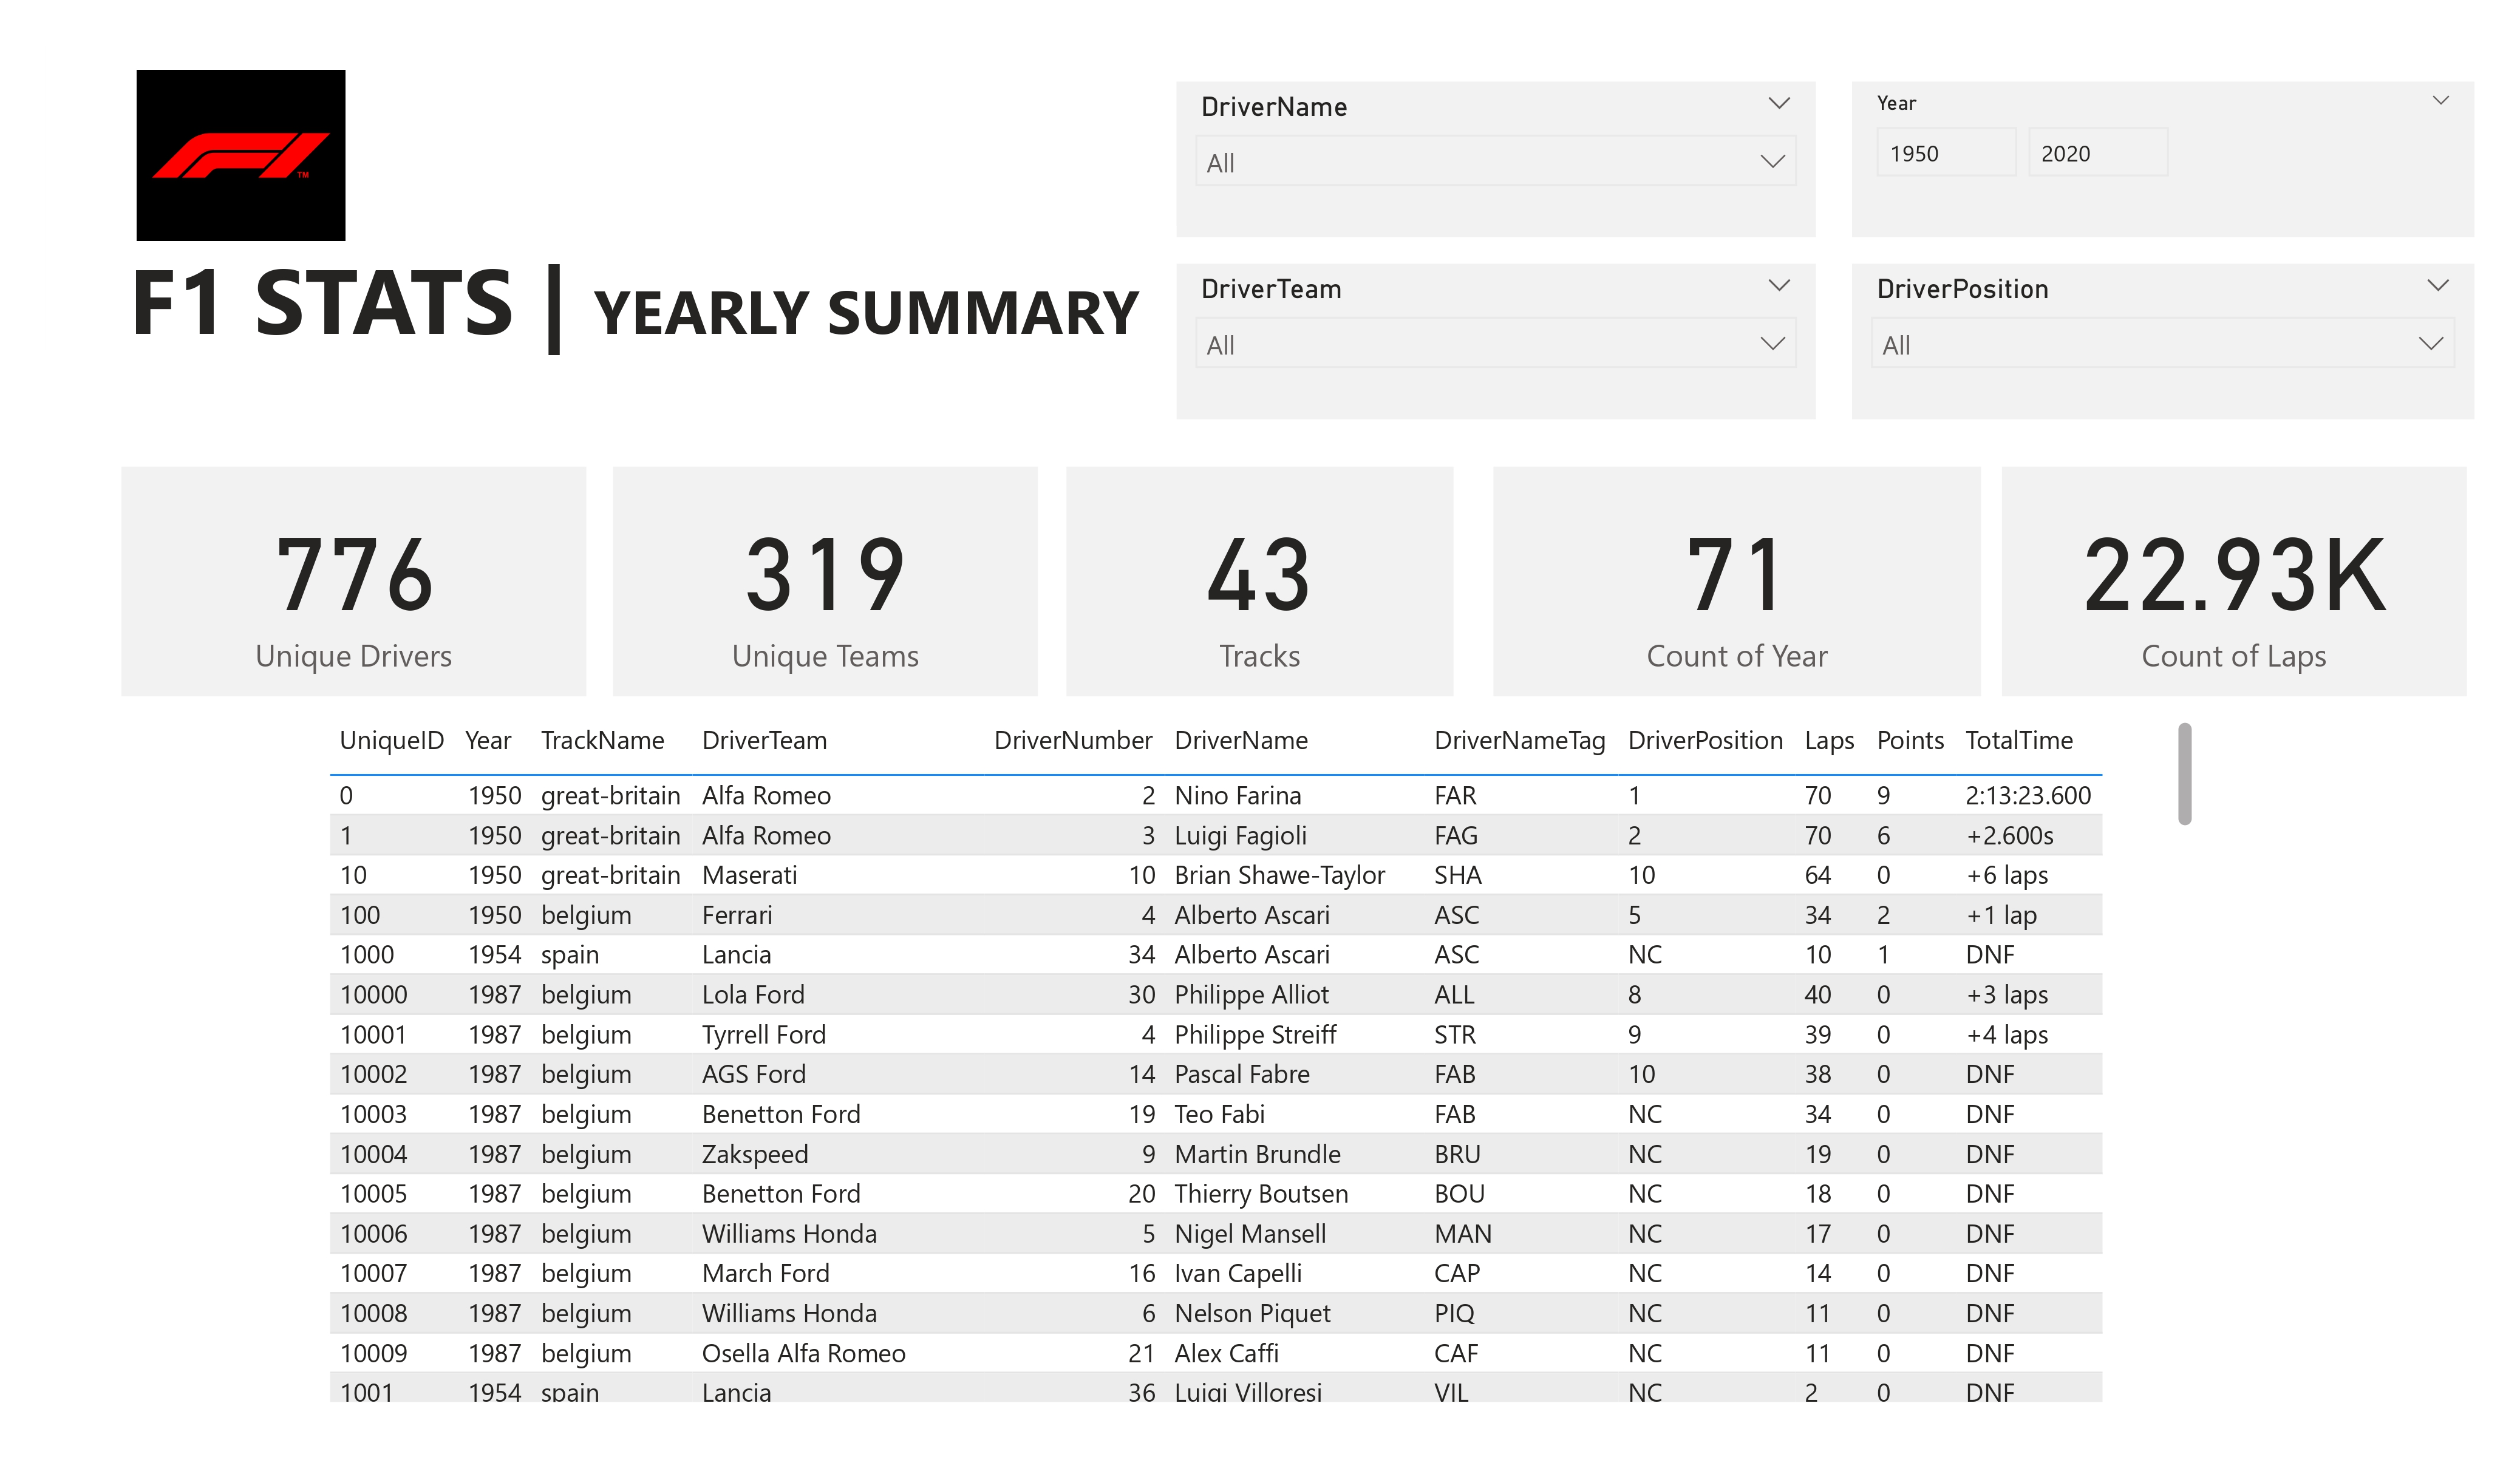 F1 ™
F1 STATS | YEARLY SUMMARY
DriverName
All
Year
1950 2020
DriverTeam
All
DriverPosition
All
776
Unique Drivers
319
Unique Teams
43
Tracks
71
Count of Year
22.93K
Count of Laps
UniqueID Year TrackName DriverTeam DriverNumber DriverName DriverNameTag DriverPosition Laps Points TotalTime
0 1950 great-britain Alfa Romeo 2 Nino Farina FAR 1 70 9 2:13:23.600
1 1950 great-britain Alfa Romeo 3 Luigi Fagioli FAG 2 70 6 +2.600s
10 1950 great-britain Maserati 10 Brian Shawe-Taylor SHA 10 64 0 +6 laps
100 1950 belgium Ferrari 4 Alberto Ascari ASC 5 34 2 +1 lap
1000 1954 spain Lancia 34 Alberto Ascari ASC NC 10 1 DNF
10000 1987 belgium Lola Ford 30 Philippe Alliot ALL 8 40 0 +3 laps
10001 1987 belgium Tyrrell Ford 4 Philippe Streiff STR 9 39 0 +4 laps
10002 1987 belgium AGS Ford 14 Pascal Fabre FAB 10 38 0 DNF
10003 1987 belgium Benetton Ford 19 Teo Fabi FAB NC 34 0 DNF
10004 1987 belgium Zakspeed 9 Martin Brundle BRU NC 19 0 DNF
10005 1987 belgium Benetton Ford 20 Thierry Boutsen BOU NC 18 0 DNF
10006 1987 belgium Williams Honda 5 Nigel Mansell MAN NC 17 0 DNF
10007 1987 belgium March Ford 16 Ivan Capelli CAP NC 14 0 DNF
10008 1987 belgium Williams Honda 6 Nelson Piquet PIQ NC 11 0 DNF
10009 1987 belgium Osella Alfa Romeo 21 Alex Caffi CAF NC 11 0 DNF
1001 1954 spain Lancia 36 Luigi Villoresi VIL NC 2 0 DNF